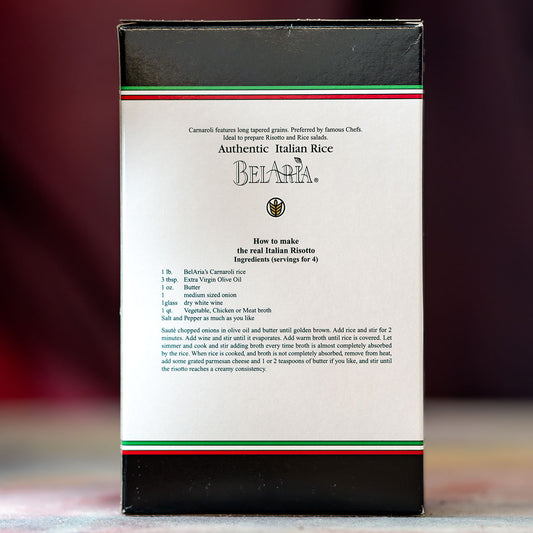 Carnaroli features long tapered grains. Preferred by famous Chefs.
Ideal to prepare Risotto and Rice salads.
Authentic Italian Rice
BELARIA®
How to make
the real Italian Risotto
Ingredients (servings for 4)
1 lb. BelAria's Carnaroli rice
3 tbsp. Extra Virgin Olive Oil
1 oz. Butter
1 medium sized onion
1glass dry white wine
1 qt. Vegetable, Chicken or Meat broth
Salt and Pepper as much as you like
Sauté chopped onions in olive oil and butter until golden brown. Add rice and stir for 2
minutes. Add wine and stir until it evaporates. Add warm broth until rice is covered. Let
simmer and cook and stir adding broth every time broth is almost completely absorbed
by the rice. When rice is cooked, and broth is not completely absorbed, remove from heat,
add some grated parmesan cheese and 1 or 2 teaspoons of butter if you like, and stir until
the risotto reaches a creamy consistency.